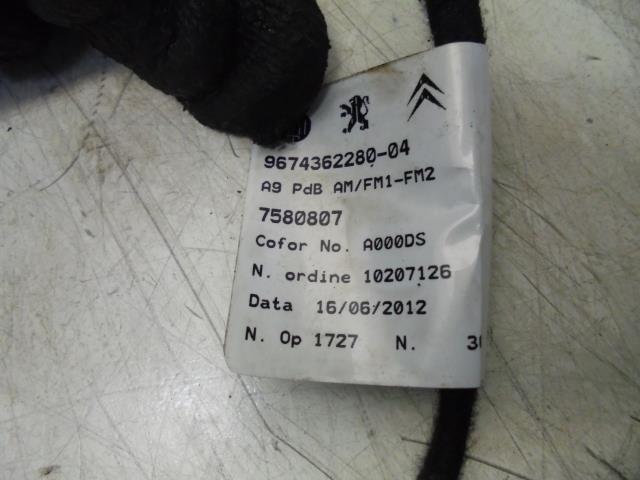 9674362280-04
A9 PdB AM/FM1-FM2
7580807
Cofor No. A000DS
N. ordine 10207126
Data 16/06/2012
N. Op 1727 N.